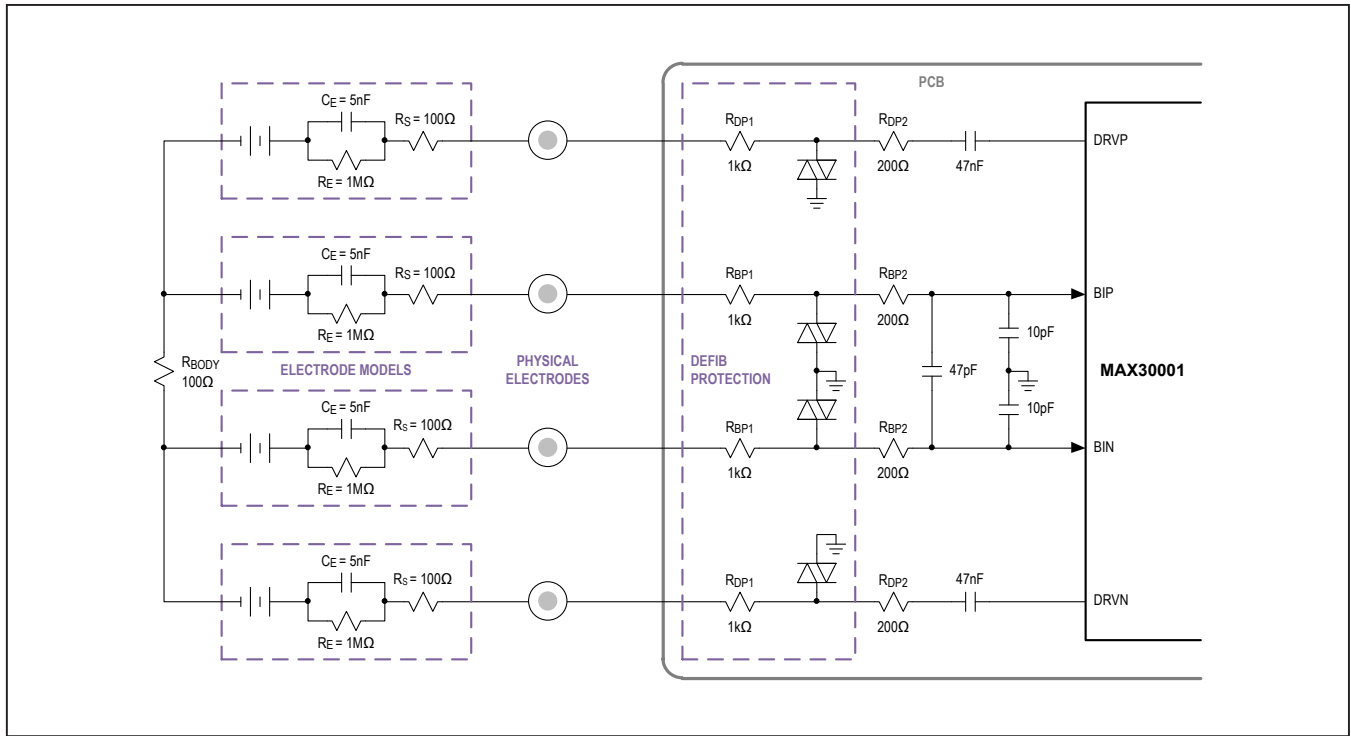 PCB
CE = 5nF
RS = 100Ω
RE = 1MΩ
RDP1
1kΩ
RDP2
200Ω
47nF
DRVP
CE = 5nF
RS = 100Ω
RE = 1MΩ
RBP1
1kΩ
RBP2
200Ω
BIP
RBODY
100Ω
ELECTRODE MODELS
PHYSICAL
ELECTRODES
DEFIB
PROTECTION
47pF
10pF
10pF
MAX30001
CE = 5nF
RS = 100Ω
RE = 1MΩ
RBP1
1kΩ
RBP2
200Ω
BIN
CE = 5nF
RS = 100Ω
RE = 1MΩ
RDP1
1kΩ
RDP2
200Ω
47nF
DRVN